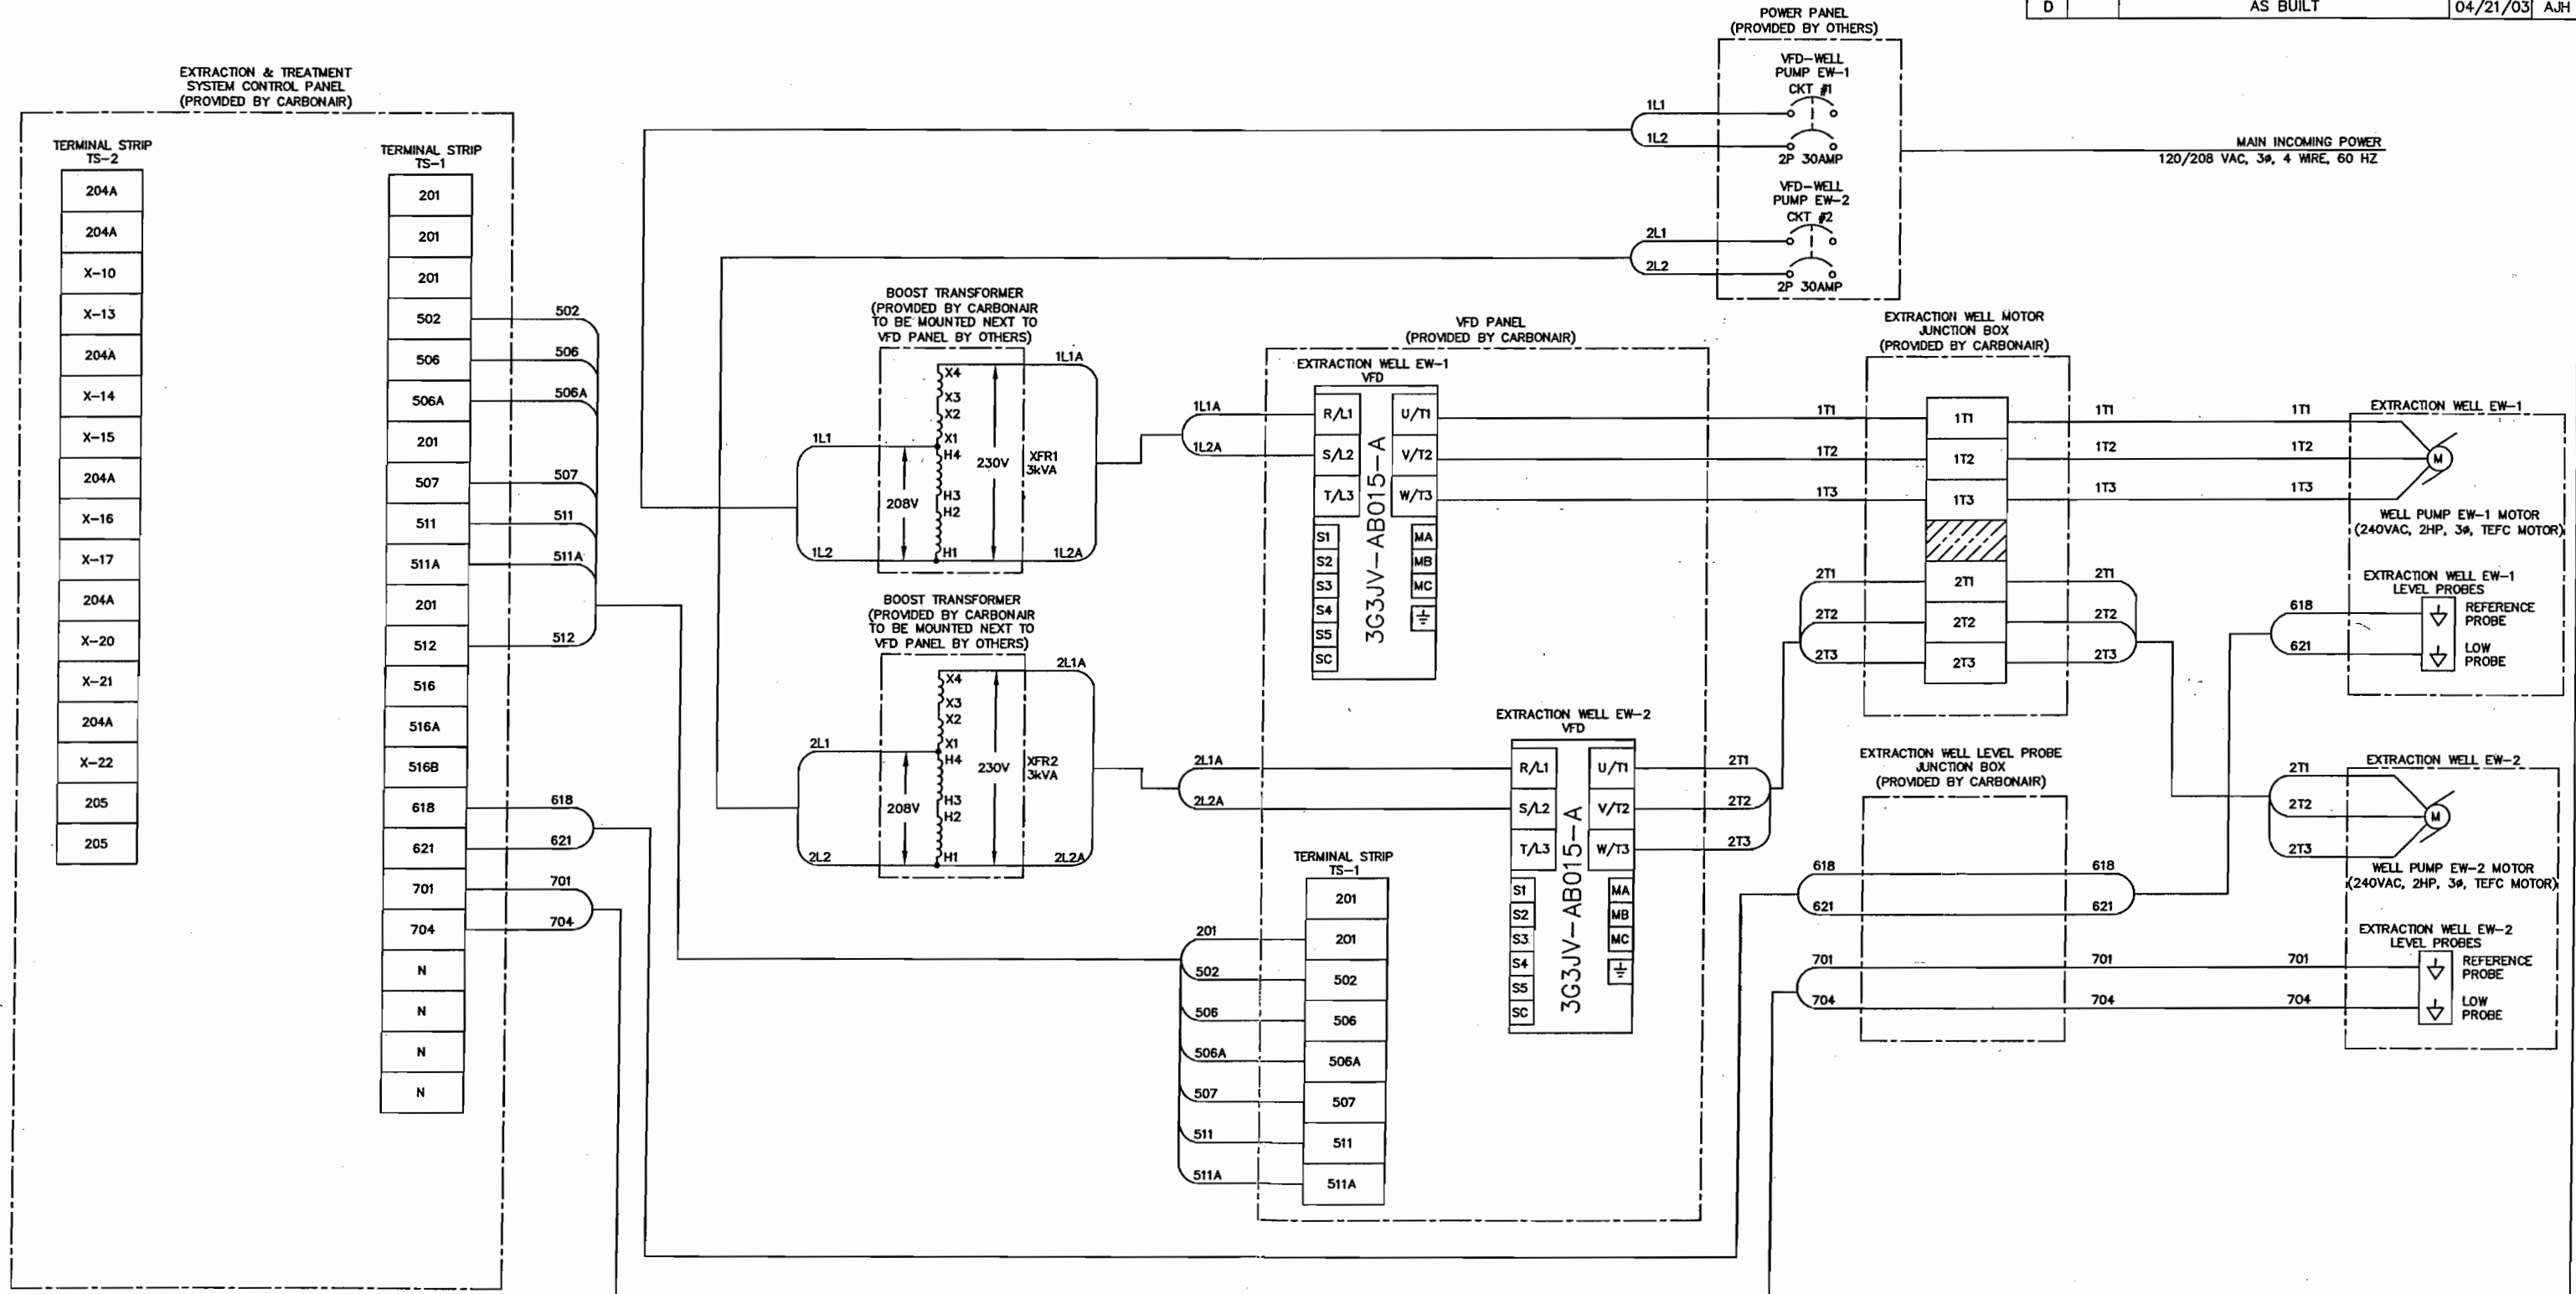 D AS BUILT 04/21/03 AJH
POWER PANEL
(PROVIDED BY OTHERS)
VFD-WELL
PUMP EW-1
CKT #1
1L1
1L2
2P 30AMP
VFD-WELL
PUMP EW-2
CKT #2
2L1
2L2
2P 30AMP
MAIN INCOMING POWER
120/208 VAC, 3ø, 4 WIRE, 60 HZ
EXTRACTION & TREATMENT
SYSTEM CONTROL PANEL
(PROVIDED BY CARBONAIR)
TERMINAL STRIP
TS-2
204A
204A
X-10
X-13
204A
X-14
X-15
204A
X-16
X-17
204A
X-20
X-21
204A
X-22
205
205
TERMINAL STRIP
TS-1
201
201
201
502
506
506A
201
507
511
511A
201
512
516
516A
516B
618
621
701
704
N
N
N
N
502
506
506A
507
511
511A
512
618
621
701
704
BOOST TRANSFORMER
(PROVIDED BY CARBONAIR
TO BE MOUNTED NEXT TO
VFD PANEL BY OTHERS)
1L1
1L2
208V
X4
X3
X2
X1
H4
H3
H2
H1
230V
XFR1
3kVA
1L1A
1L2A
BOOST TRANSFORMER
(PROVIDED BY CARBONAIR
TO BE MOUNTED NEXT TO
VFD PANEL BY OTHERS)
2L1
2L2
208V
X4
X3
X2
X1
H4
H3
H2
H1
230V
XFR2
3kVA
2L1A
2L2A
VFD PANEL
(PROVIDED BY CARBONAIR)
EXTRACTION WELL EW-1
VFD
1L1A
1L2A
R/L1
S/L2
T/L3
S1
S2
S3
S4
S5
SC
3G3JV-AB015-A
U/T1
V/T2
W/T3
MA
MB
MC
EXTRACTION WELL EW-2
VFD
2L1A
2L2A
R/L1
S/L2
T/L3
S1
S2
S3
S4
S5
SC
3G3JV-AB015-A
U/T1
V/T2
W/T3
MA
MB
MC
2T1
2T2
2T3
TERMINAL STRIP
TS-1
201
201
502
506
506A
507
511
511A
201
502
506
506A
507
511
511A
EXTRACTION WELL MOTOR
JUNCTION BOX
(PROVIDED BY CARBONAIR)
1T1
1T2
1T3
2T1
2T2
2T3
1T1
1T2
1T3
2T1
2T2
2T3
1T1
1T2
1T3
2T1
2T2
2T3
EXTRACTION WELL LEVEL PROBE
JUNCTION BOX
(PROVIDED BY CARBONAIR)
618
621
701
704
618
621
701
704
1T1
1T2
1T3
EXTRACTION WELL EW-1
M
WELL PUMP EW-1 MOTOR
(240VAC, 2HP, 3ø, TEFC MOTOR)
EXTRACTION WELL EW-1
LEVEL PROBES
618
621
REFERENCE
PROBE
LOW
PROBE
EXTRACTION WELL EW-2
2T1
2T2
2T3
M
WELL PUMP EW-2 MOTOR
(240VAC, 2HP, 3ø, TEFC MOTOR)
EXTRACTION WELL EW-2
LEVEL PROBES
701
704
REFERENCE
PROBE
LOW
PROBE